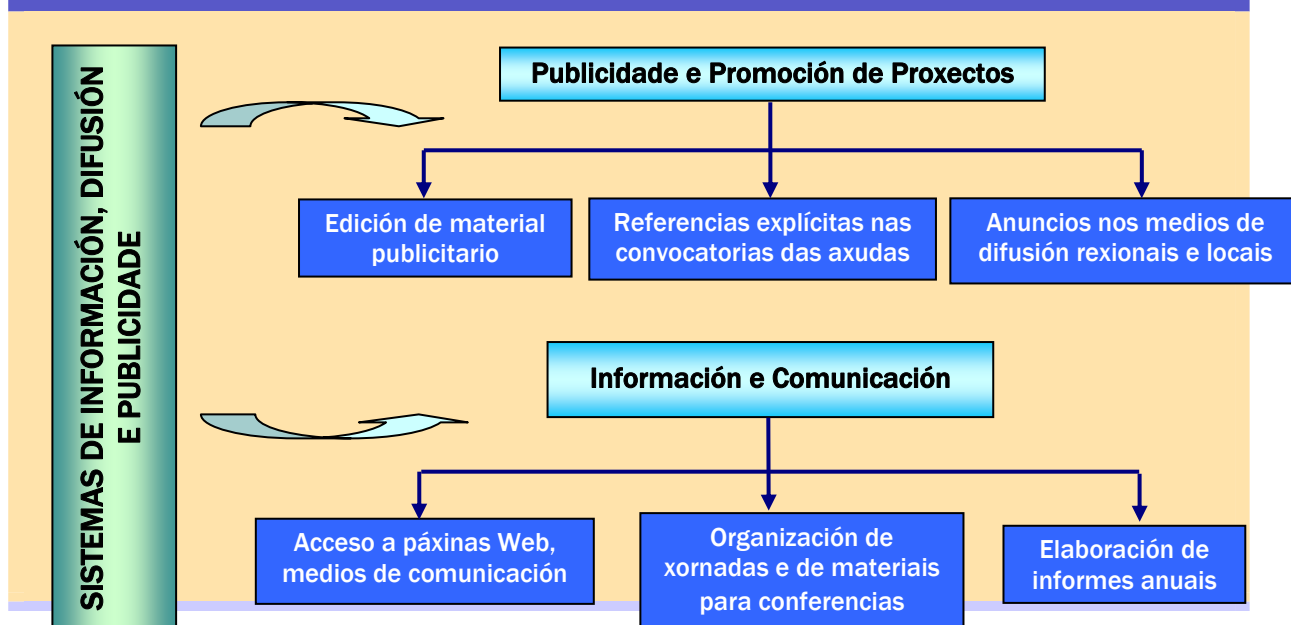 SISTEMAS DE INFORMACIÓN, DIFUSIÓN
E PUBLICIDADE
Publicidade e Promoción de Proxectos
Edición de material
publicitario
Referencias explícitas nas
convocatorias das axudas
Anuncios nos medios de
difusión rexionais e locais
Información e Comunicación
Acceso a páxinas Web,
medios de comunicación
Organización de
xornadas e de materiais
para conferencias
Elaboración de
informes anuais